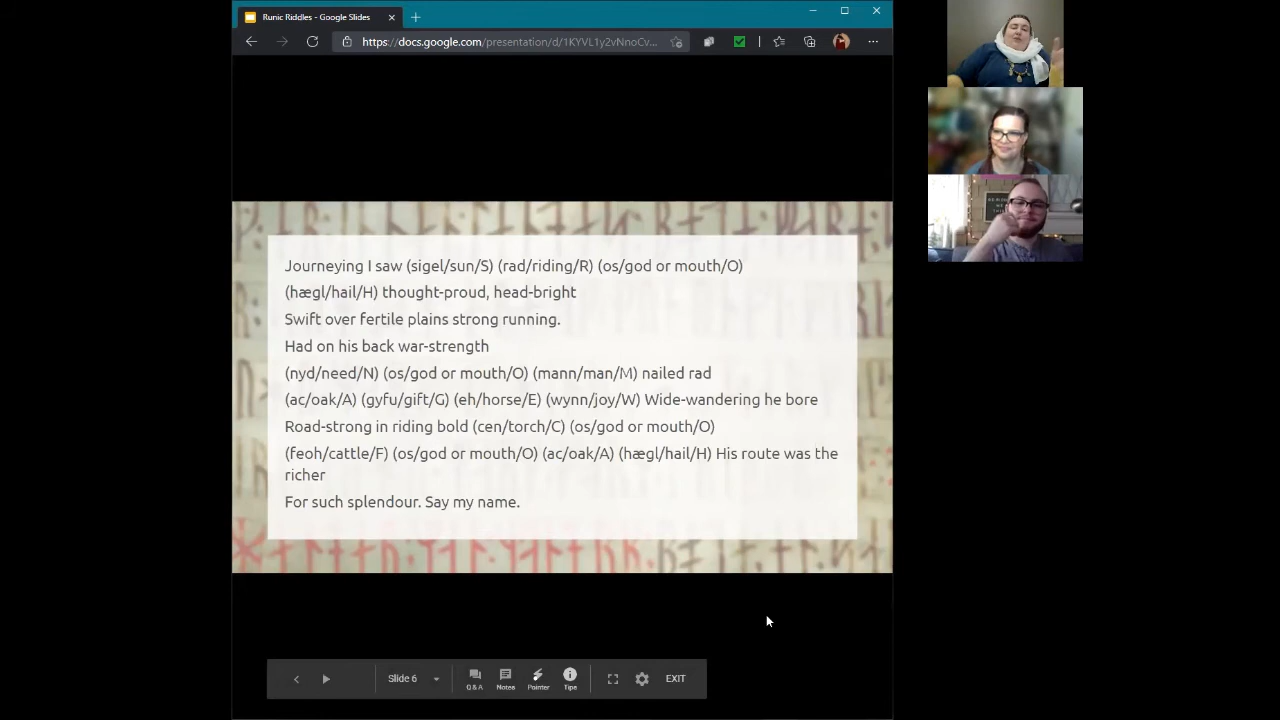 Runic Riddles - Google Slides
https://docs.google.com/presentation/d/1KYVL1y2vNnoCv...
Journeying I saw (sigel/sun/S) (rad/riding/R) (os/god or mouth/O)
(hægl/hail/H) thought-proud, head-bright
Swift over fertile plains strong running.
Had on his back war-strength
(nyd/need/N) (os/god or mouth/O) (mann/man/M) nailed rad
(ac/oak/A) (gyfu/gift/G) (eh/horse/E) (wynn/joy/W) Wide-wandering he bore
Road-strong in riding bold (cen/torch/C) (os/god or mouth/O)
(feoh/cattle/F) (os/god or mouth/O) (ac/oak/A) (hægl/hail/H) His route was the
richer
For such splendour. Say my name.
Slide 6
Q & A
Notes
Pointer
Tips
EXIT